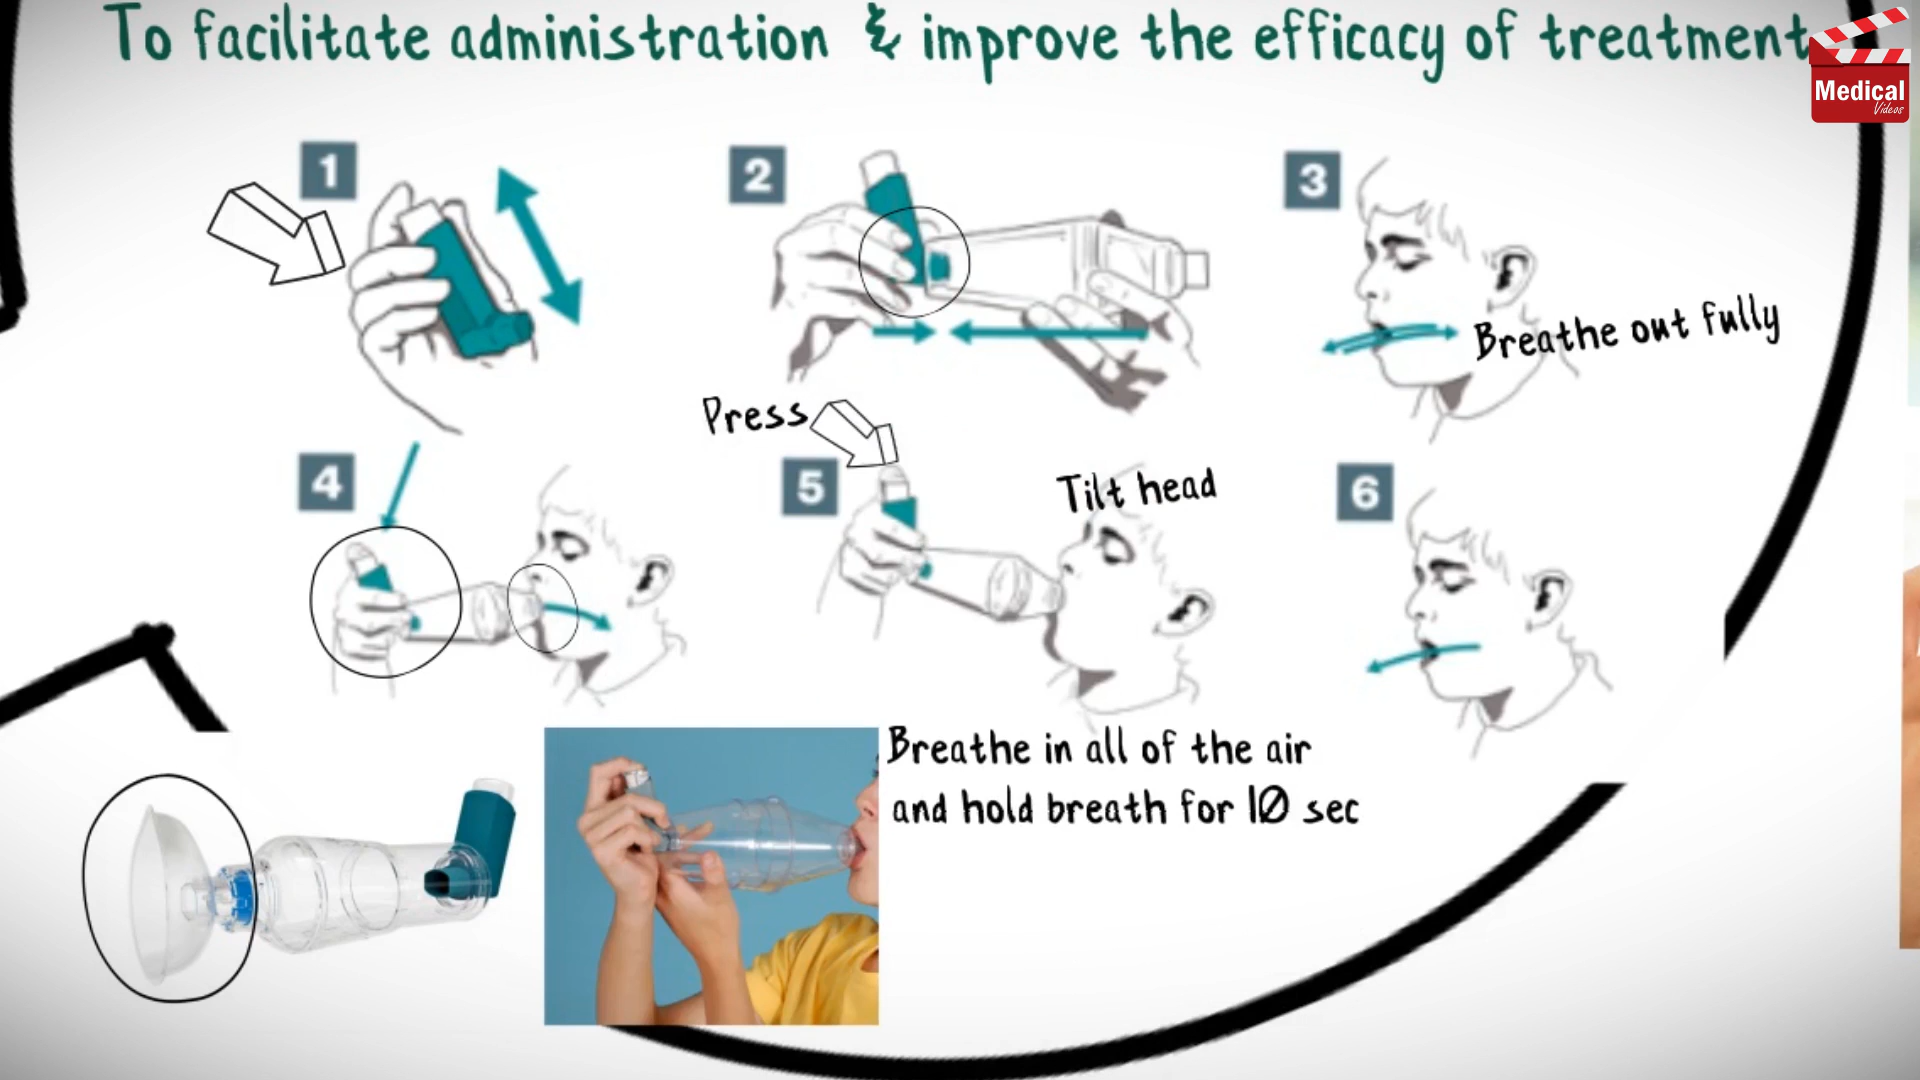 To facilitate administration & improve the efficacy of treatment
Medical
Videos
1
2
3
Breathe out fully
Press
4
5
Tilt head
6
Breathe in all of the air
and hold breath for 10 sec